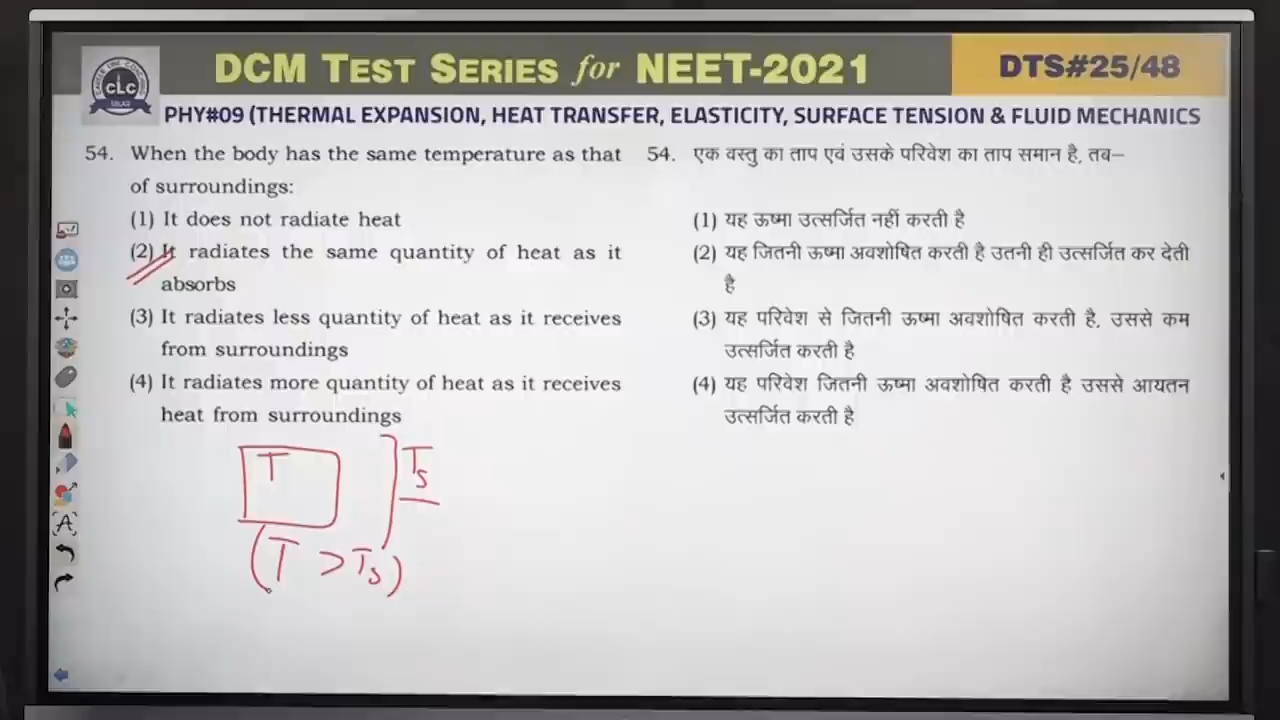 DCM TEST SERIES for NEET-2021
DTS#25/48
CLC
PHY#09 (THERMAL EXPANSION, HEAT TRANSFER, ELASTICITY, SURFACE TENSION & FLUID MECHANICS
54. When the body has the same temperature as that
of surroundings:
(1) It does not radiate heat
(2) It radiates the same quantity of heat as it
absorbs
(3) It radiates less quantity of heat as it receives
from surroundings
(4) It radiates more quantity of heat as it receives
heat from surroundings
54. एक वस्तु का ताप एवं उसके परिवेश का ताप समान है, तब–
(1) यह ऊष्मा उत्सर्जित नहीं करती है
(2) यह जितनी ऊष्मा अवशोषित करती है उतनी ही उत्सर्जित कर देती
है
(3) यह परिवेश से जितनी ऊष्मा अवशोषित करती है, उससे कम
उत्सर्जित करती है
(4) यह परिवेश जितनी ऊष्मा अवशोषित करती है उससे आयतन
उत्सर्जित करती है
T
Ts
(T > Ts)
A